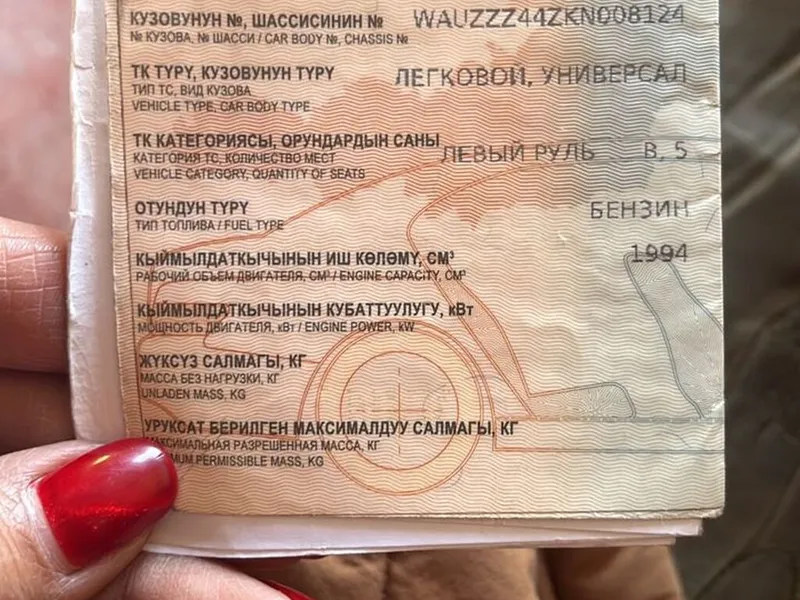 КУЗОВУНУН №, ШАССИСИНИН № WAUZZZ44ZKN008124
№ КУЗОВА, № ШАССИ / CAR BODY №, CHASSIS №
ТК ТҮРҮ, КУЗОВУНУН ТҮРҮ ЛЕГКОВОЙ, УНИВЕРСАЛ
ТИП ТС, ВИД КУЗОВА
VEHICLE TYPE, CAR BODY TYPE
ТК КАТЕГОРИЯСЫ, ОРУНДАРДЫН САНЫ ЛЕВЫЙ РУЛЬ B, 5
КАТЕГОРИЯ ТС, КОЛИЧЕСТВО МЕСТ
VEHICLE CATEGORY, QUANTITY OF SEATS
ОТУНДУН ТҮРҮ БЕНЗИН
ТИП ТОПЛИВА / FUEL TYPE
КЫЙМЫЛДАТКЫЧЫНЫН ИШ КӨЛӨМҮ, СМ³ 1994
РАБОЧИЙ ОБЪЕМ ДВИГАТЕЛЯ, СМ³ / ENGINE CAPACITY, СМ³
КЫЙМЫЛДАТКЫЧЫНЫН КУБАТТУУЛУГУ, кВт
МОЩНОСТЬ ДВИГАТЕЛЯ, кВт / ENGINE POWER, kW
ЖҮКСҮЗ САЛМАГЫ, КГ
МАССА БЕЗ НАГРУЗКИ, КГ
UNLADEN MASS, KG
УРУКСАТ БЕРИЛГЕН МАКСИМАЛДУУ САЛМАГЫ, КГ
МАКСИМАЛЬНАЯ РАЗРЕШЕННАЯ МАССА, КГ
MUM PERMISSIBLE MASS, KG